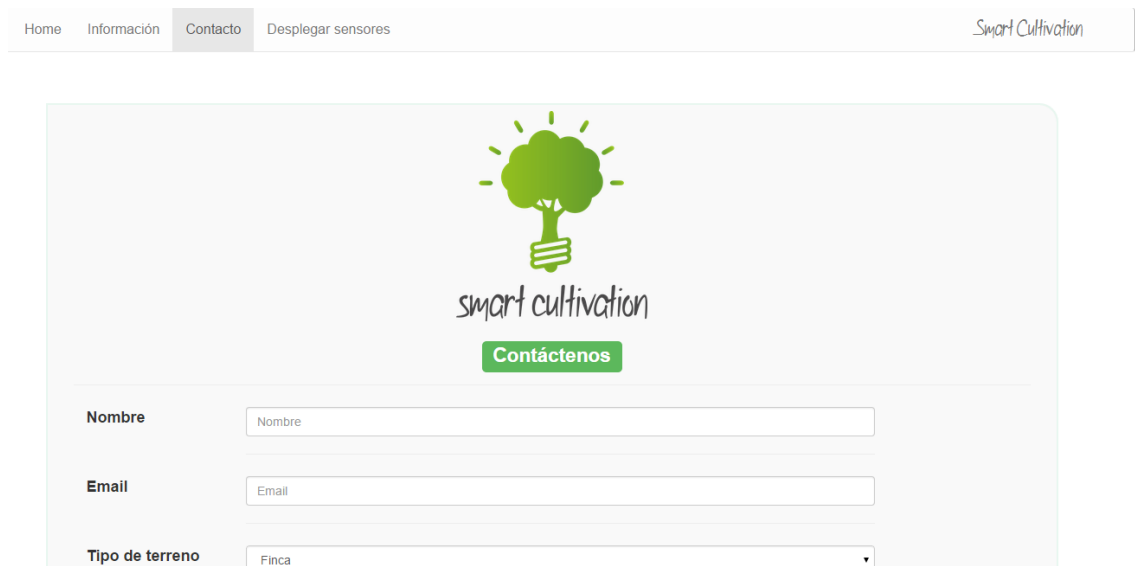 Home Información Contacto Desplegar sensores Smart Cultivation
smart cultivation
Contáctenos
Nombre Nombre
Email Email
Tipo de terreno Finca